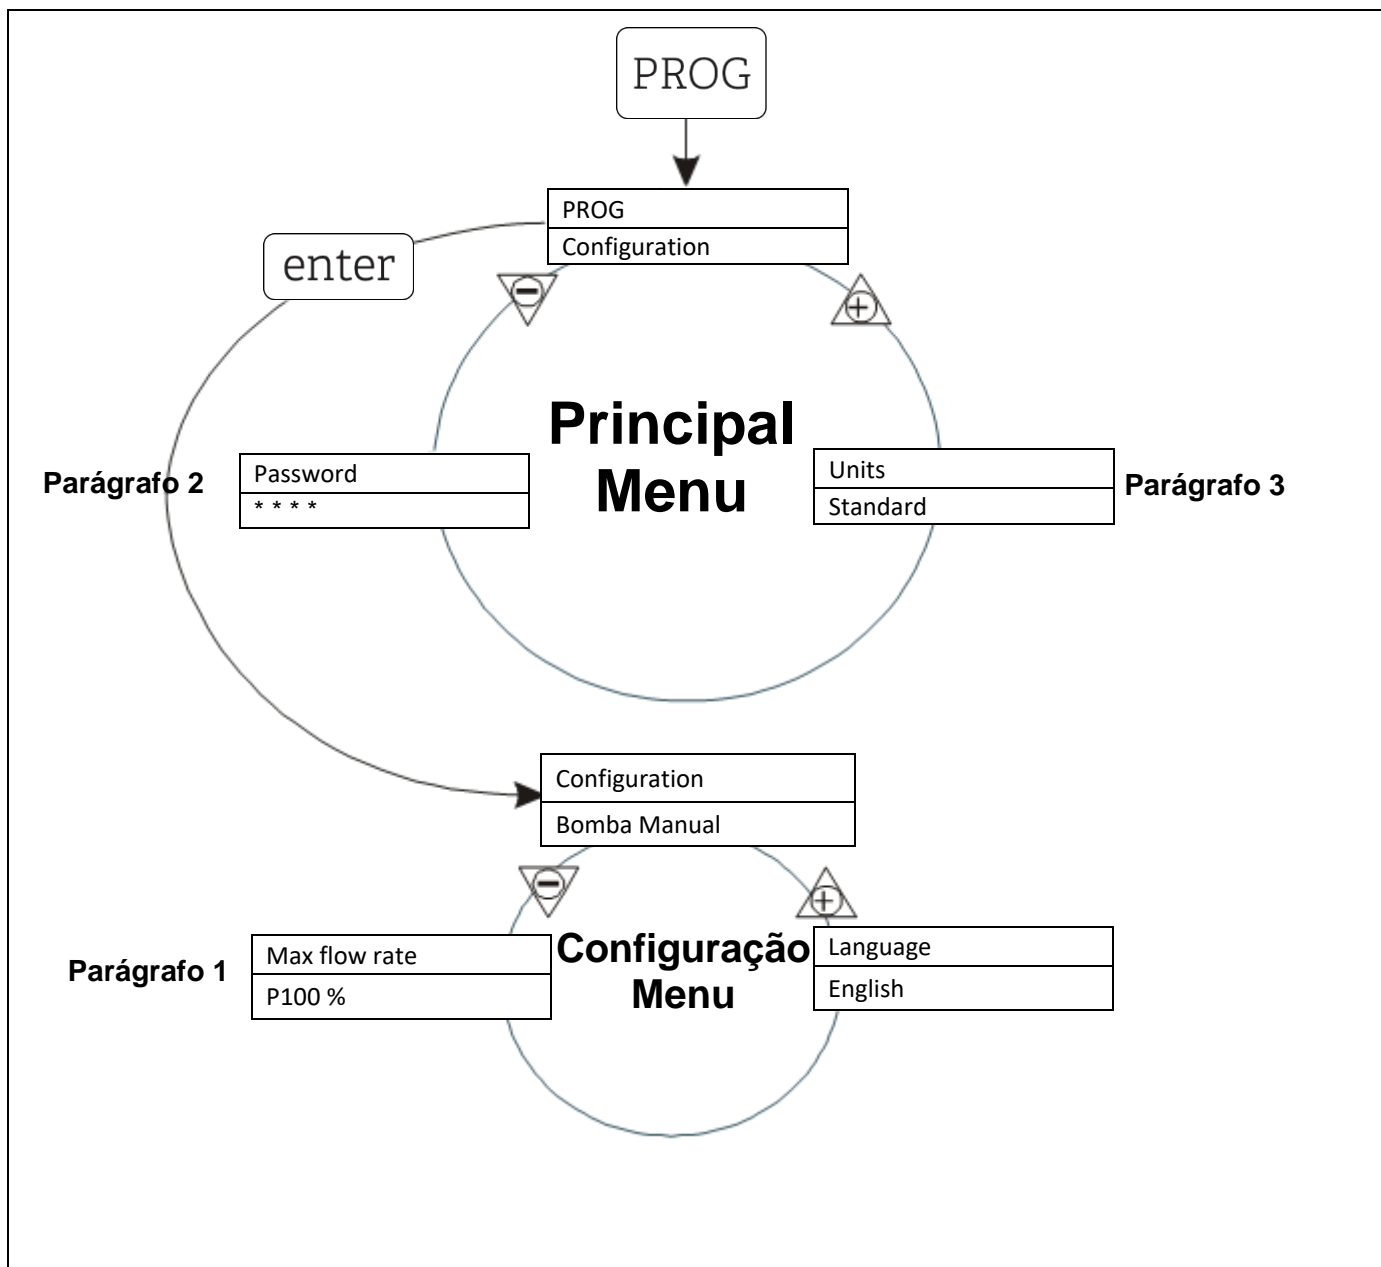 PROG
PROG
Configuration
enter
Principal
Menu
Parágrafo 2
Password
* * * *
Units
Standard
Parágrafo 3
Configuration
Bomba Manual
Parágrafo 1
Max flow rate
P100 %
Configuração
Menu
Language
English